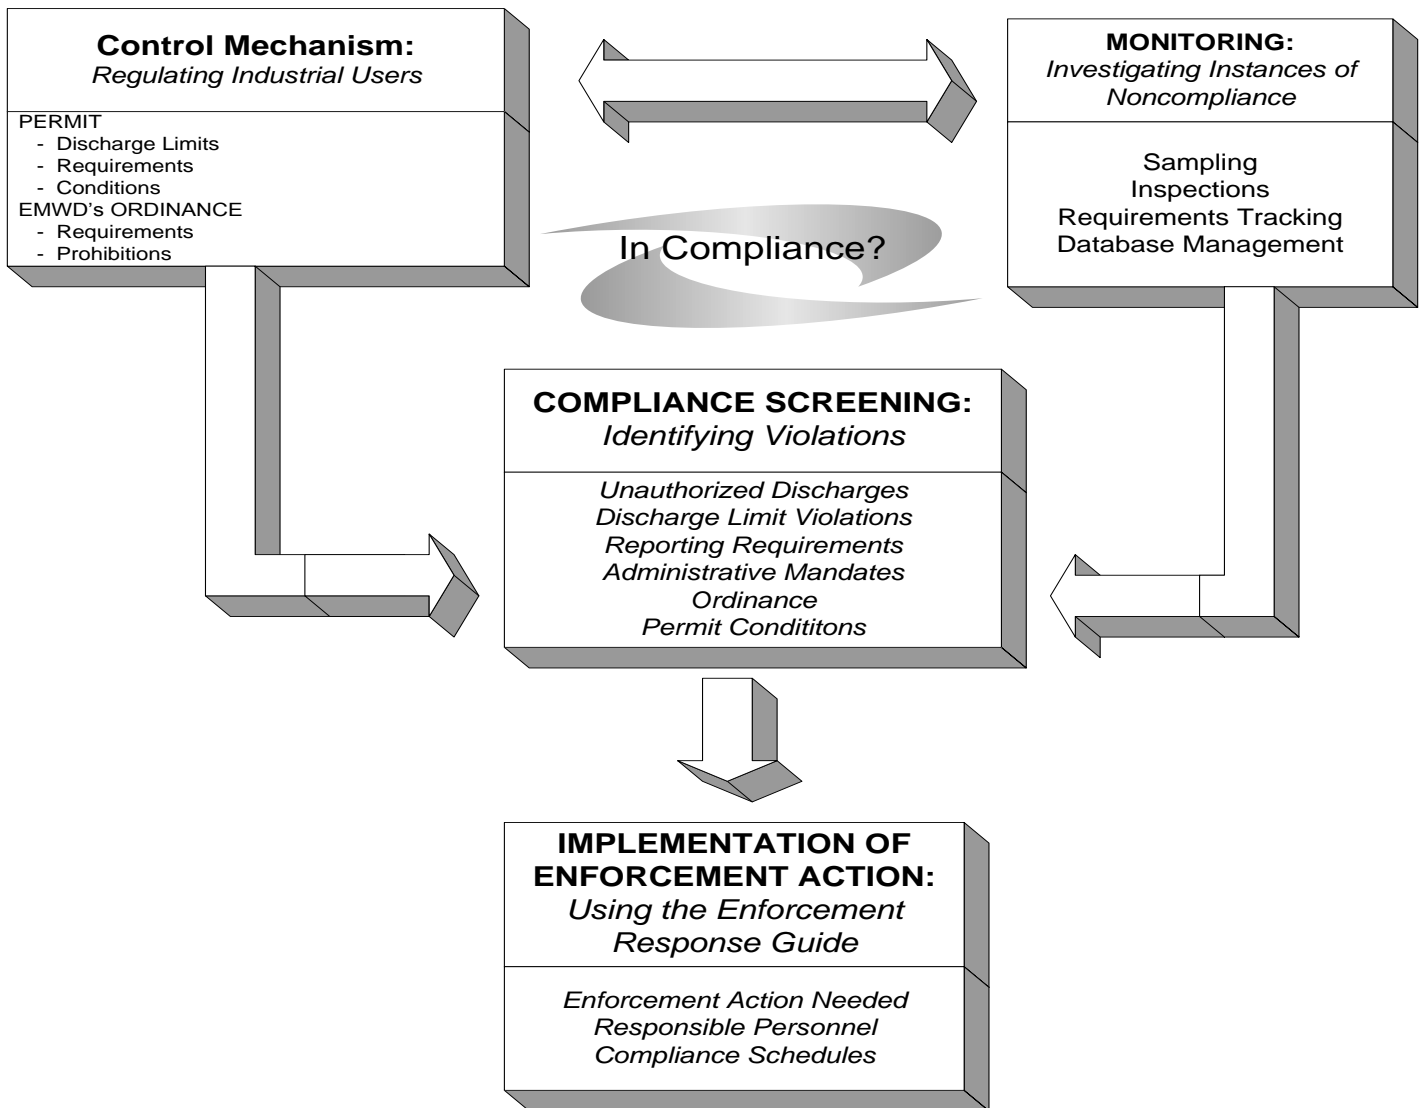 Control Mechanism:
Regulating Industrial Users
PERMIT
- Discharge Limits
- Requirements
- Conditions
EMWD's ORDINANCE
- Requirements
- Prohibitions
MONITORING:
Investigating Instances of
Noncompliance
Sampling
Inspections
Requirements Tracking
Database Management
In Compliance?
COMPLIANCE SCREENING:
Identifying Violations
Unauthorized Discharges
Discharge Limit Violations
Reporting Requirements
Administrative Mandates
Ordinance
Permit Condititons
IMPLEMENTATION OF
ENFORCEMENT ACTION:
Using the Enforcement
Response Guide
Enforcement Action Needed
Responsible Personnel
Compliance Schedules